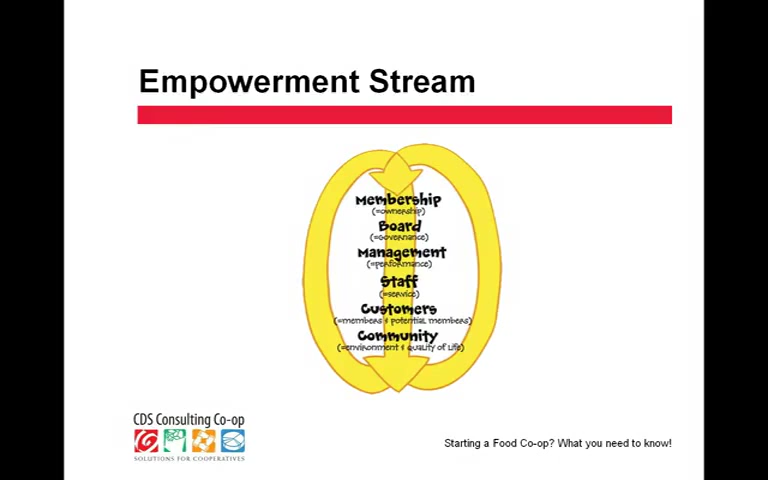 Empowerment Stream
Membership
(=ownership)
Board
(=governance)
Management
(=performance)
Staff
(=service)
Customers
(=members & potential members)
Community
(=environment & quality of life)
CDS Consulting Co-op
SOLUTIONS FOR COOPERATIVES
Starting a Food Co-op? What you need to know!